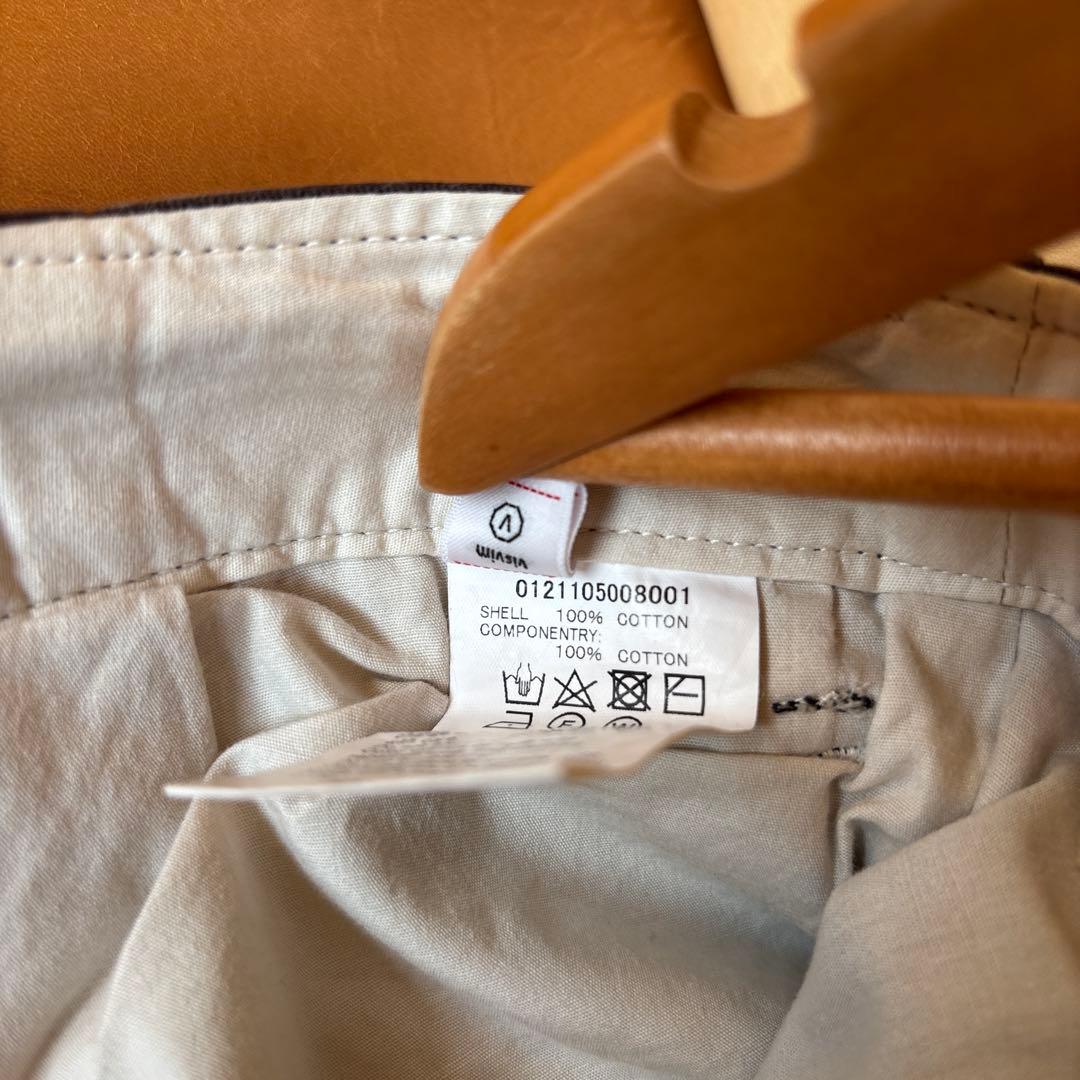 V
visvim
0121105008001
SHELL 100% COTTON
COMPONENTRY:
100% COTTON